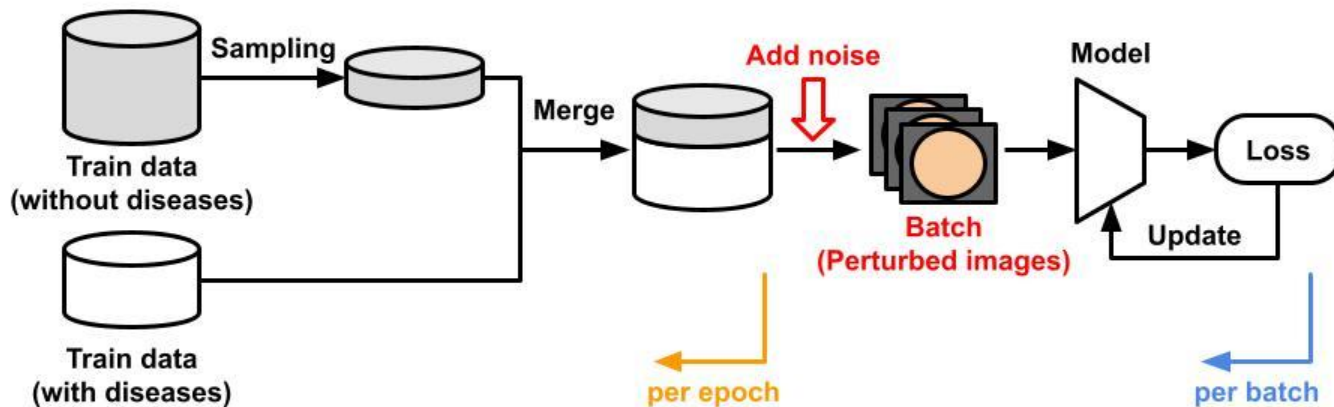 Sampling
Train data
(without diseases)
Train data
(with diseases)
Merge
Add noise
Batch
(Perturbed images)
Model
Loss
Update
per epoch
per batch